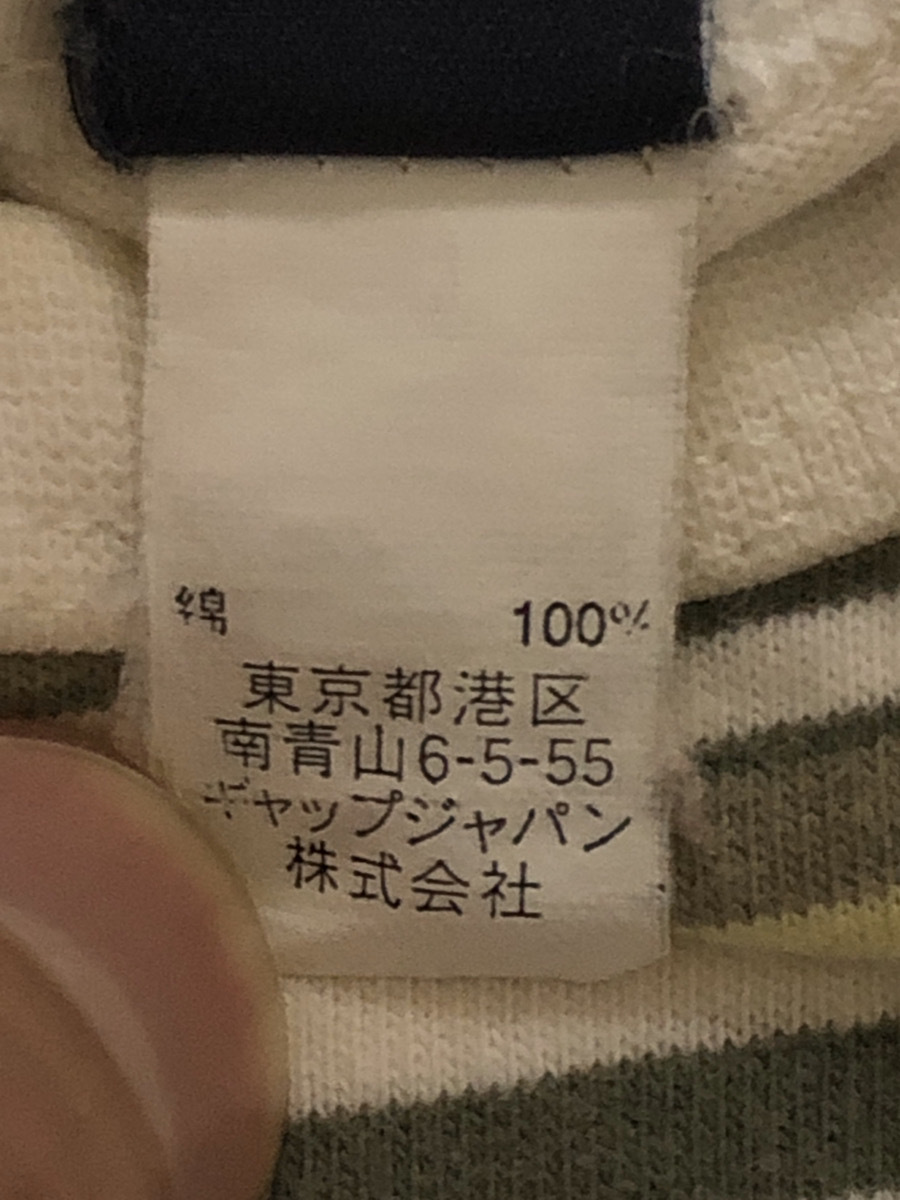 綿 100%
東京都港区
南青山6-5-55
ギャップジャパン
株式会社